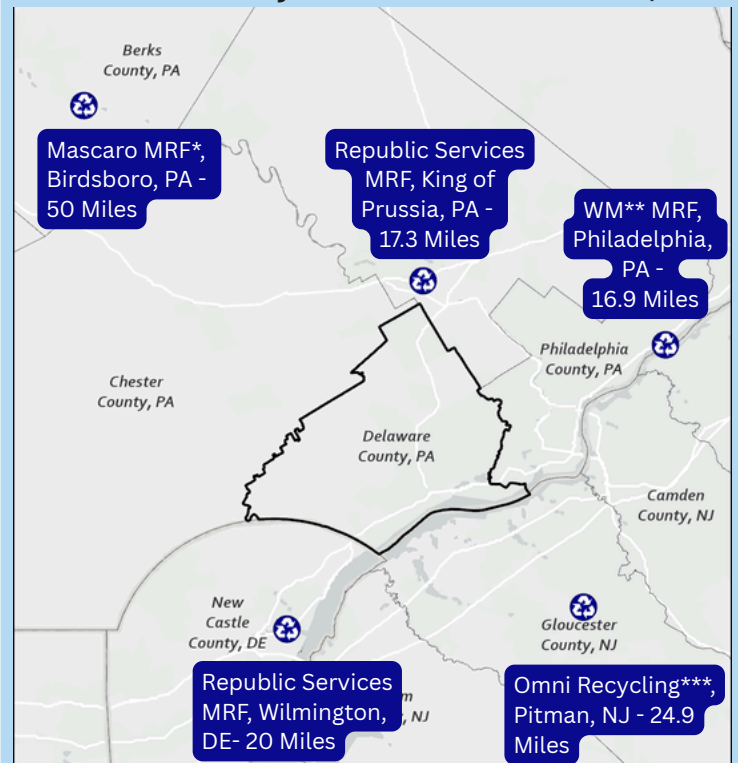 Berks
County, PA
Mascaro MRF*,
Birdsboro, PA -
50 Miles
Republic Services
MRF, King of
Prussia, PA -
17.3 Miles
WM** MRF,
Philadelphia,
PA -
16.9 Miles
Philadelphia
County, PA
Chester
County, PA
Delaware
County, PA
Camden
County, NJ
New
Castle
County, DE
Gloucester
County, NJ
Republic Services
MRF, Wilmington,
DE- 20 Miles
NJ
Omni Recycling***,
Pitman, NJ - 24.9
Miles